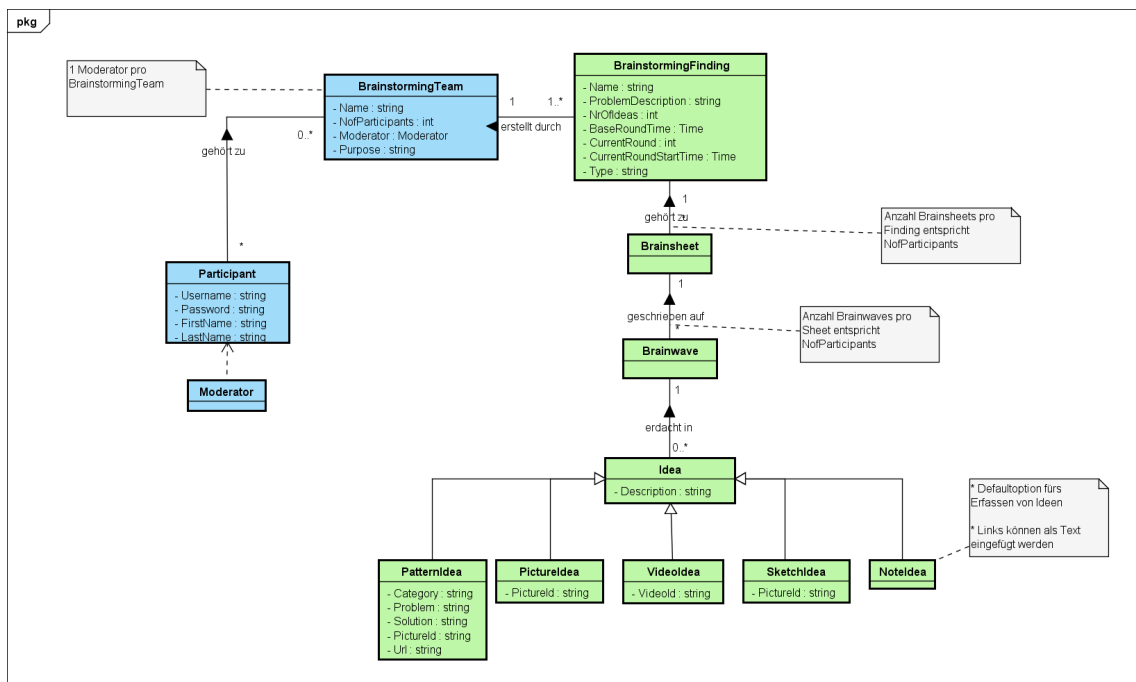 pkg
1 Moderator pro
BrainstormingTeam
BrainstormingTeam
- Name : string
- NofParticipants : int
- Moderator : Moderator
- Purpose : string
1
1..*
erstellt durch
BrainstormingFinding
- Name : string
- ProblemDescription : string
- NrOfIdeas : int
- BaseRoundTime : Time
- CurrentRound : int
- CurrentRoundStartTime : Time
- Type : string
0..*
gehört zu
*
Participant
- Username : string
- Password : string
- FirstName : string
- LastName : string
Moderator
1
gehört zu
Anzahl Brainsheets pro
Finding entspricht
NofParticipants
Brainsheet
1
geschrieben auf
*
Anzahl Brainwaves pro
Sheet entspricht
NofParticipants
Brainwave
1
erdacht in
0..*
Idea
- Description : string
* Defaultoption fürs
Erfassen von Ideen
* Links können als Text
eingefügt werden
PatternIdea
- Category : string
- Problem : string
- Solution : string
- PictureId : string
- Url : string
PictureIdea
- PictureId : string
VideoIdea
- VideoId : string
SketchIdea
- PictureId : string
NoteIdea